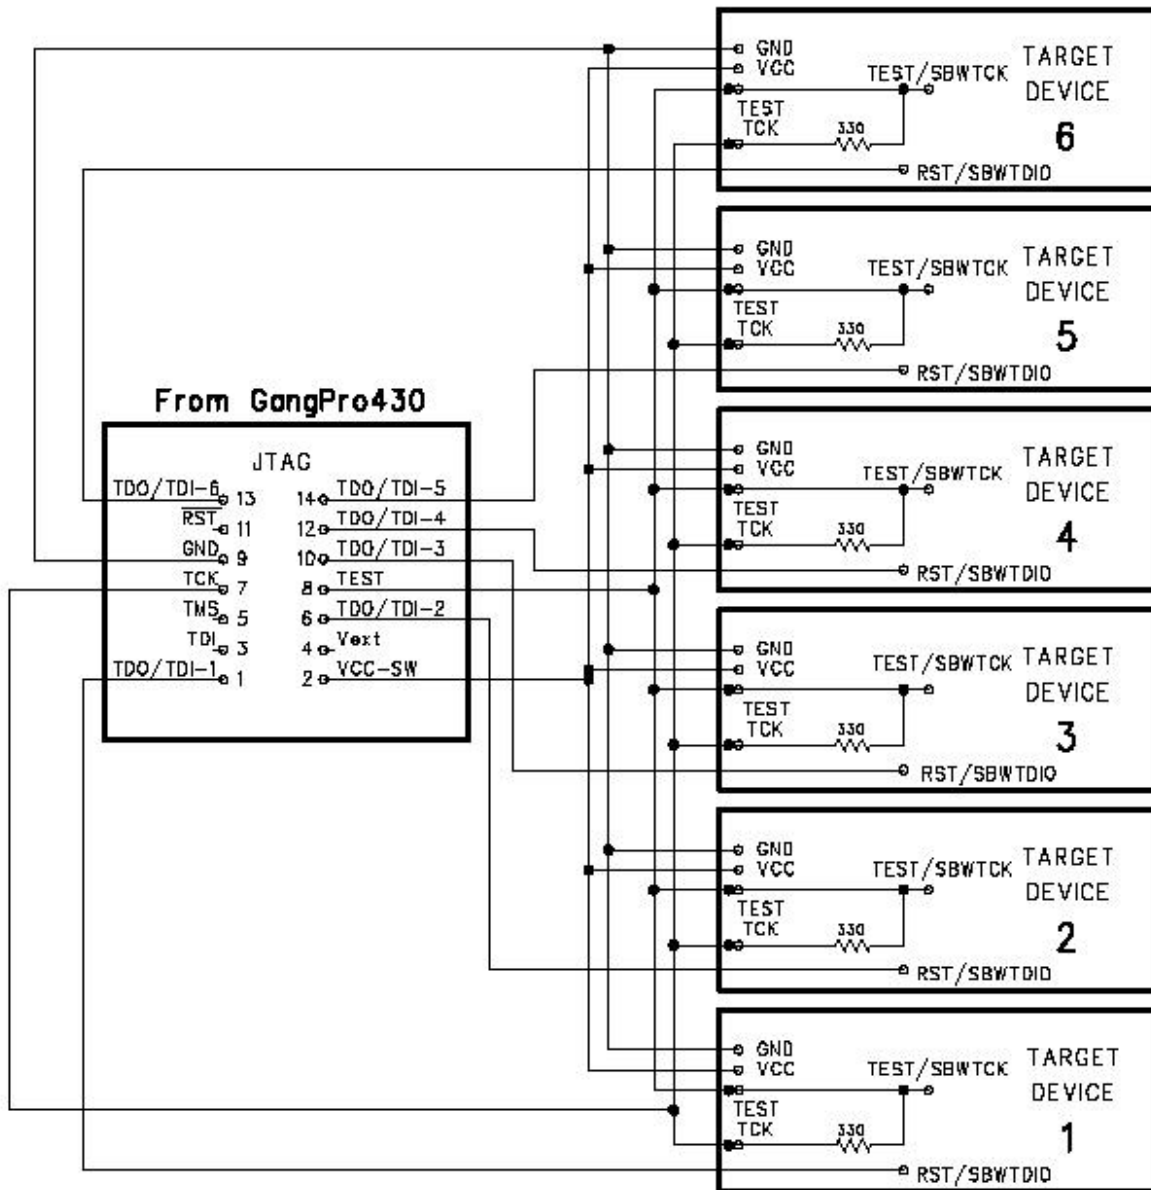 GND
VCC
TEST
TCK
330
TEST/SBWTCK
RST/SBWTDIO
TARGET
DEVICE
6
GND
VCC
TEST
TCK
330
TEST/SBWTCK
RST/SBWTDIO
TARGET
DEVICE
5
From GangPro430
JTAG
TDO/TDI-6 13 14 TDO/TDI-5
RST 11 12 TDO/TDI-4
GND 9 10 TDO/TDI-3
TCK 7 8 TEST
TMS 5 6 TDO/TDI-2
TDI 3 4 Vext
TDO/TDI-1 1 2 VCC-SW
GND
VCC
TEST
TCK
330
TEST/SBWTCK
RST/SBWTDIO
TARGET
DEVICE
4
GND
VCC
TEST
TCK
330
TEST/SBWTCK
RST/SBWTDIO
TARGET
DEVICE
3
GND
VCC
TEST
TCK
330
TEST/SBWTCK
RST/SBWTDIO
TARGET
DEVICE
2
GND
VCC
TEST
TCK
330
TEST/SBWTCK
RST/SBWTDIO
TARGET
DEVICE
1